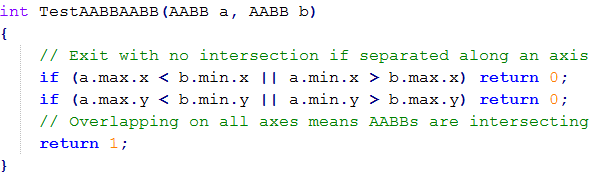 int TestAABBAABB(AABB a, AABB b)
{
    // Exit with no intersection if separated along an axis
    if (a.max.x < b.min.x || a.min.x > b.max.x) return 0;
    if (a.max.y < b.min.y || a.min.y > b.max.y) return 0;
    // Overlapping on all axes means AABBs are intersecting
    return 1;
}